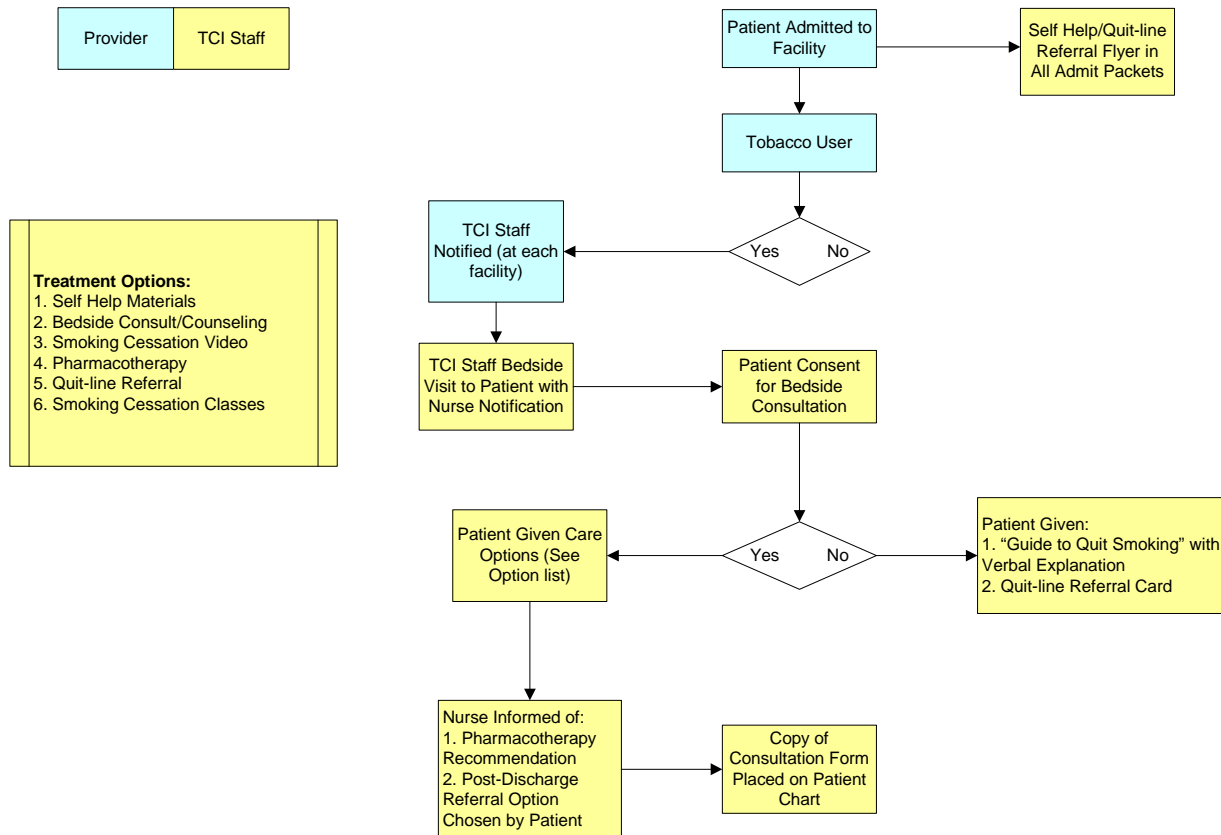 Provider
TCI Staff
Patient Admitted to
Facility
Self Help/Quit-line
Referral Flyer in
All Admit Packets
Tobacco User
TCI Staff
Notified (at each
facility)
Yes
No
Treatment Options:
1. Self Help Materials
2. Bedside Consult/Counseling
3. Smoking Cessation Video
4. Pharmacotherapy
5. Quit-line Referral
6. Smoking Cessation Classes
TCI Staff Bedside
Visit to Patient with
Nurse Notification
Patient Consent
for Bedside
Consultation
Patient Given Care
Options (See
Option list)
Yes
No
Patient Given:
1. “Guide to Quit Smoking” with
Verbal Explanation
2. Quit-line Referral Card
Nurse Informed of:
1. Pharmacotherapy
Recommendation
2. Post-Discharge
Referral Option
Chosen by Patient
Copy of
Consultation Form
Placed on Patient
Chart